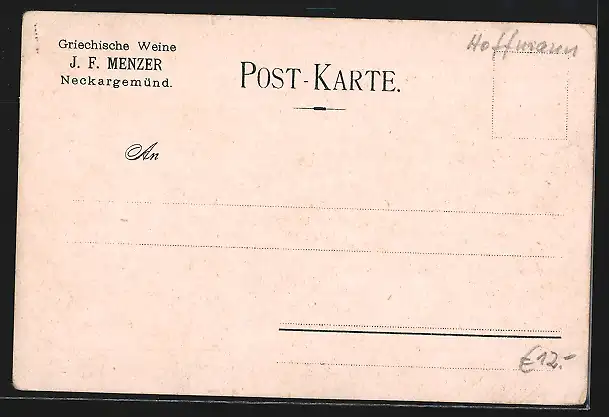 Griechische Weine
J. F. MENZER
Neckargemünd.
POST-KARTE.
Hoffmann
An
€12.-